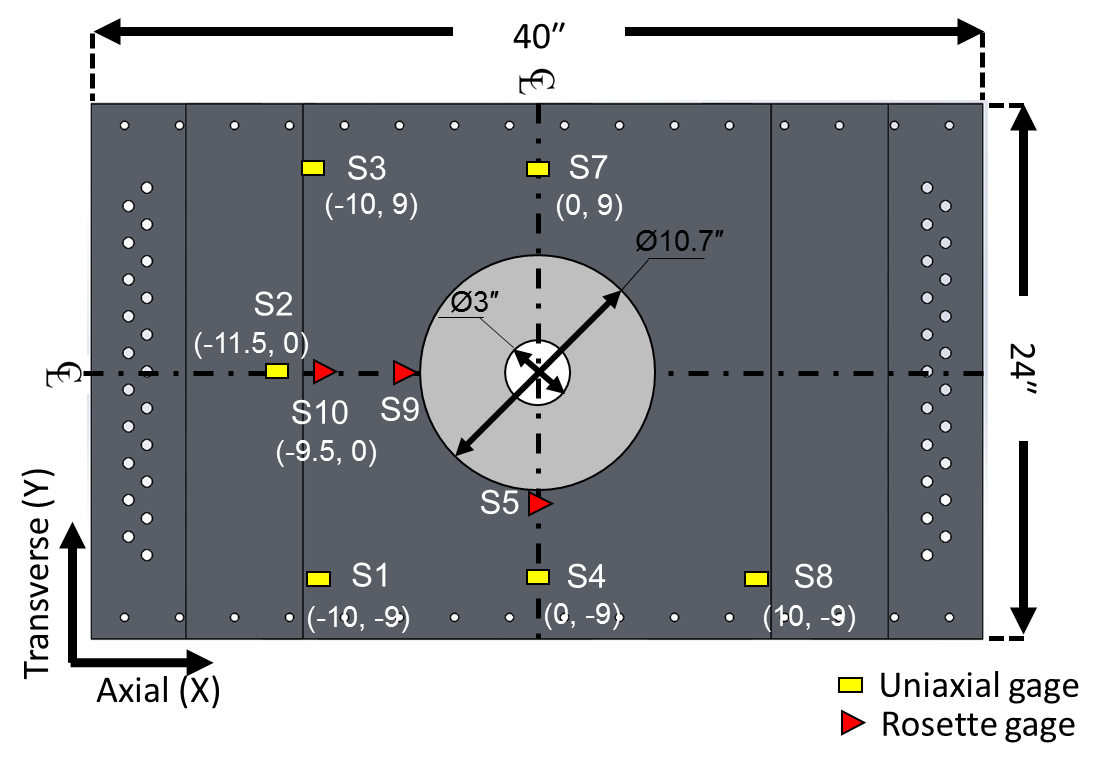 40″
℄
S3
(-10, 9)
S7
(0, 9)
Ø10.7″
Ø3″
S2
(-11.5, 0)
℄
S10
(-9.5, 0)
S9
24″
S5
S1
(-10, -9)
S4
(0, -9)
S8
(10, -9)
Transverse (Y)
Axial (X)
Uniaxial gage
Rosette gage